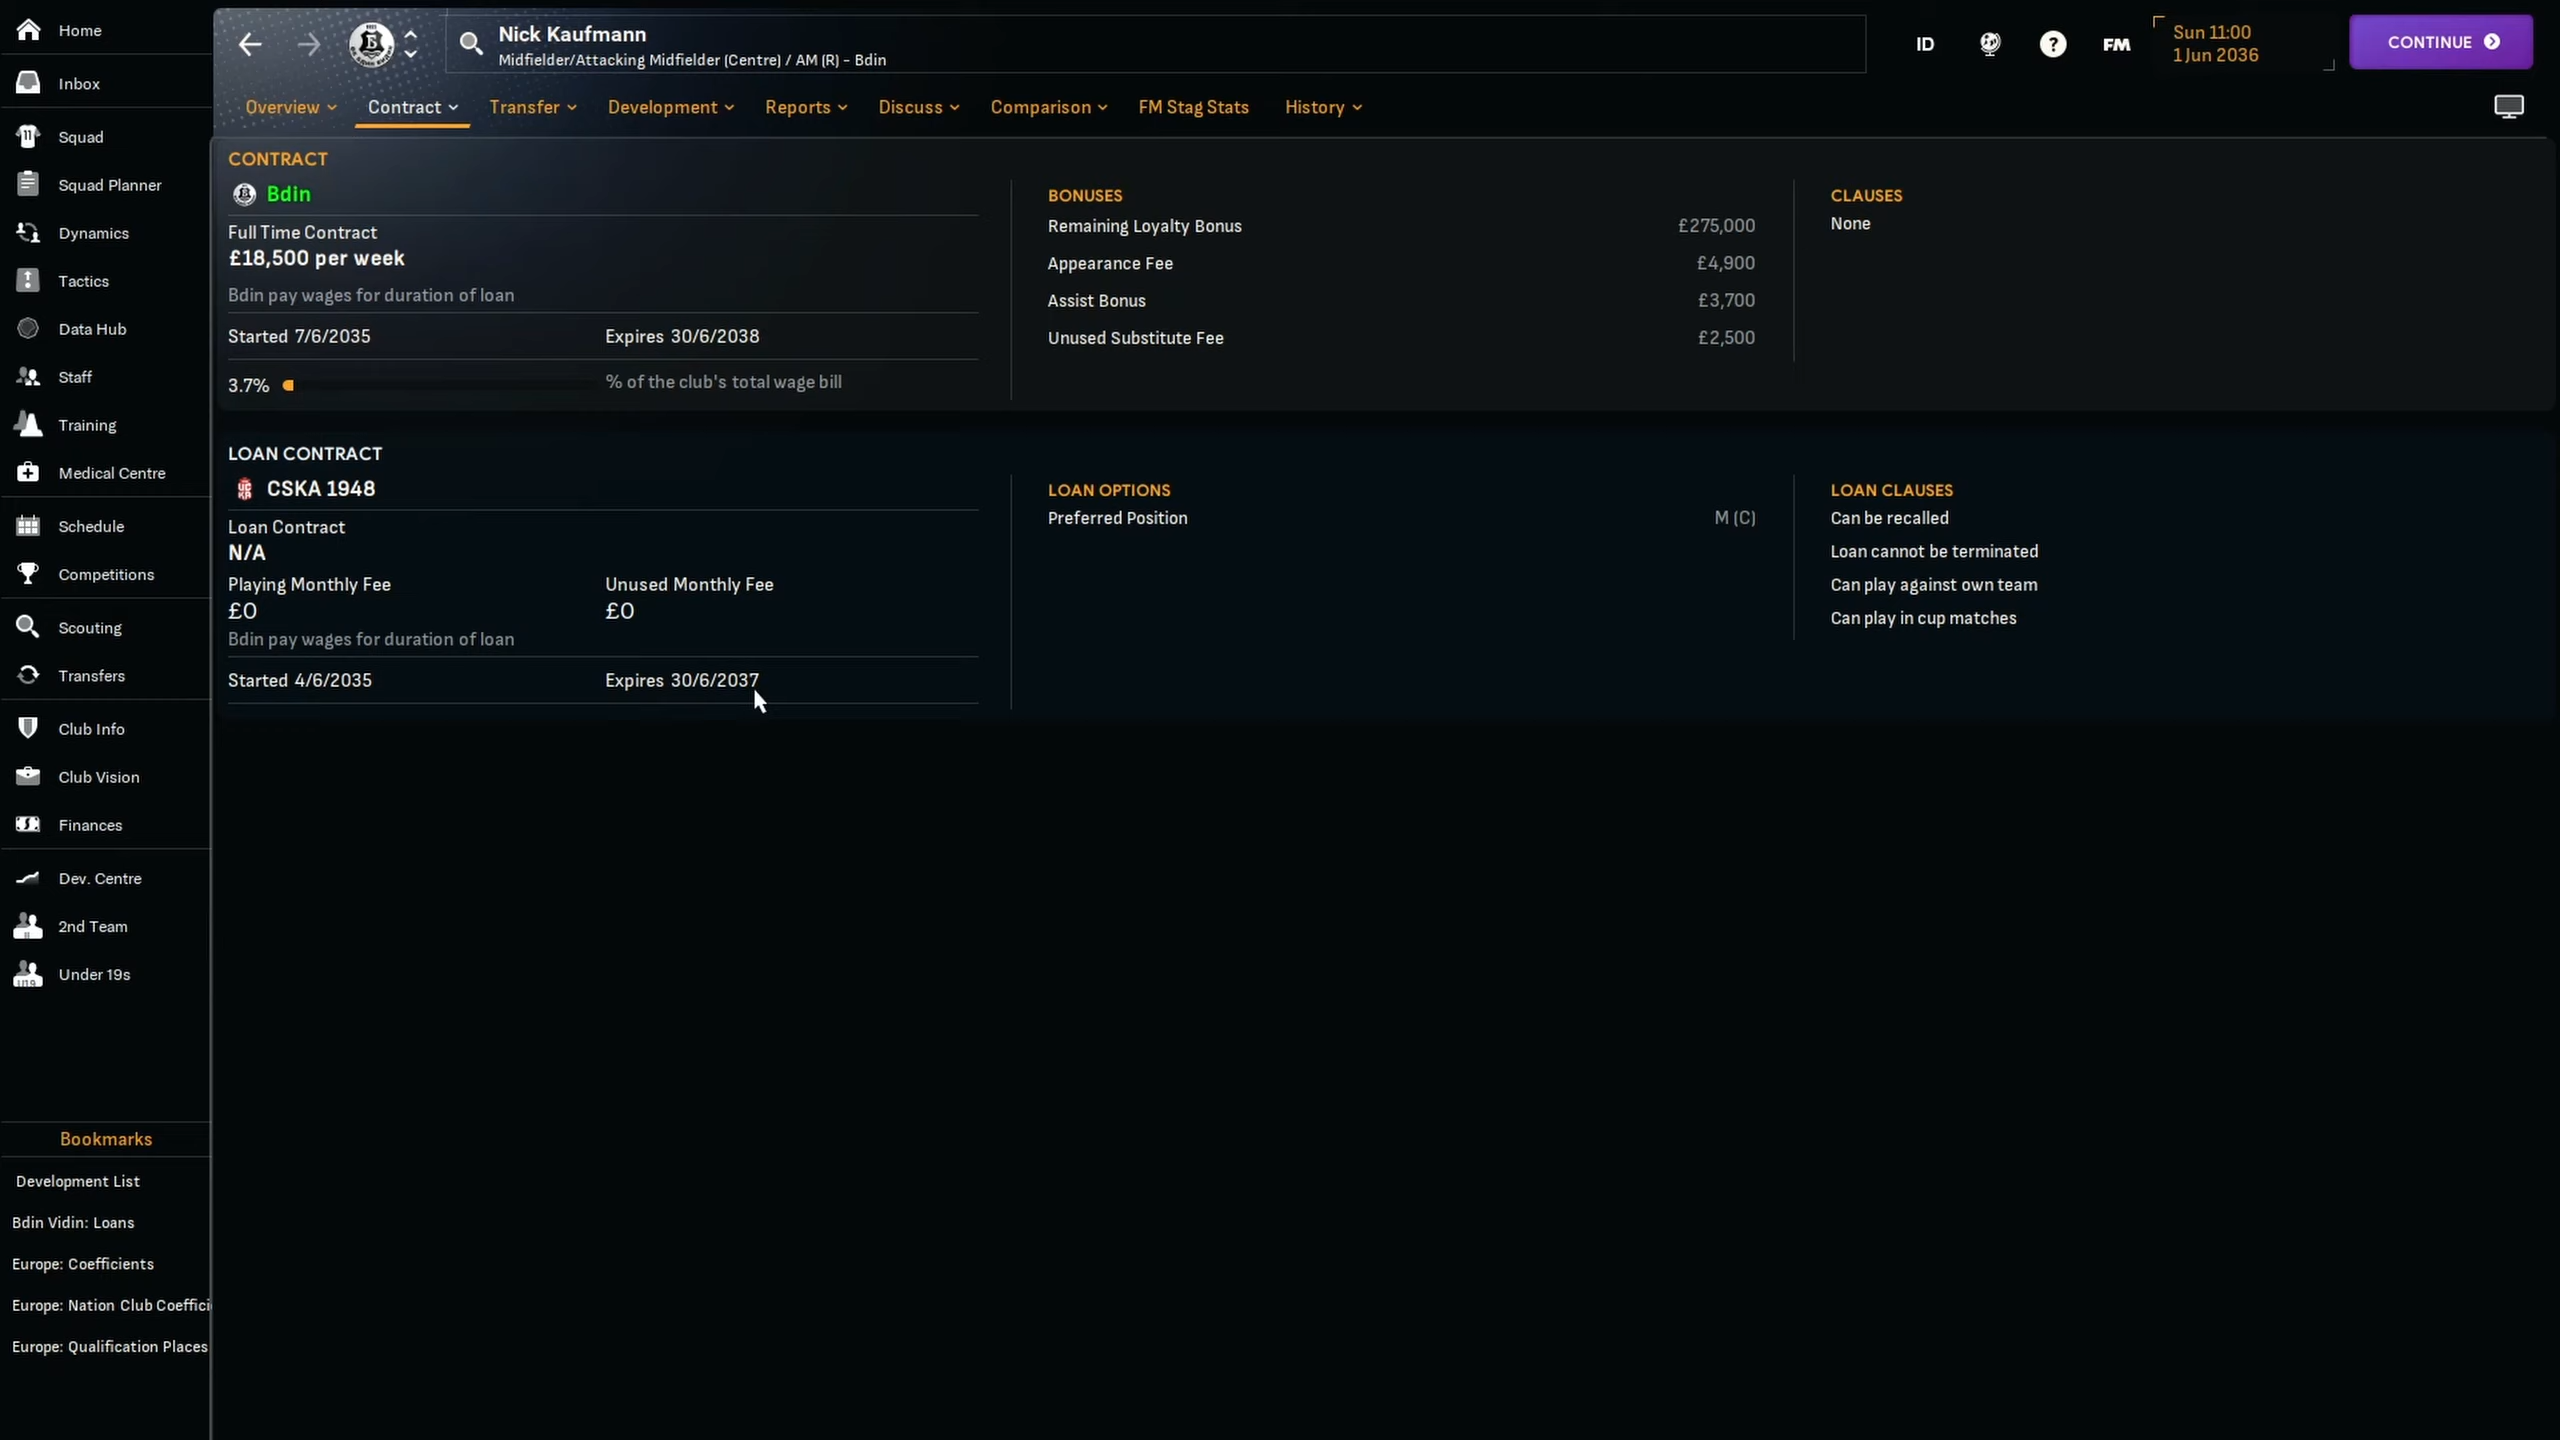 Home
Inbox
Squad
Squad Planner
Dynamics
Tactics
Data Hub
Staff
Training
Medical Centre
Schedule
Competitions
Scouting
Transfers
Club Info
Club Vision
Finances
Dev. Centre
2nd Team
Under 19s
Bookmarks
Development List
Bdin Vidin: Loans
Europe: Coefficients
Europe: Nation Club Coeffici
Europe: Qualification Places
Nick Kaufmann
Midfielder/Attacking Midfielder (Centre) / AM (R) - Bdin
ID
?
FM
Sun 11:00
1 Jun 2036
CONTINUE
Overview Contract Transfer Development Reports Discuss Comparison FM Stag Stats History
CONTRACT
Bdin
Full Time Contract
£18,500 per week
Bdin pay wages for duration of loan
Started 7/6/2035 Expires 30/6/2038
3.7% % of the club's total wage bill
BONUSES
Remaining Loyalty Bonus £275,000
Appearance Fee £4,900
Assist Bonus £3,700
Unused Substitute Fee £2,500
CLAUSES
None
LOAN CONTRACT
CSKA 1948
Loan Contract
N/A
Playing Monthly Fee Unused Monthly Fee
£0 £0
Bdin pay wages for duration of loan
Started 4/6/2035 Expires 30/6/2037
LOAN OPTIONS
Preferred Position M (C)
LOAN CLAUSES
Can be recalled
Loan cannot be terminated
Can play against own team
Can play in cup matches